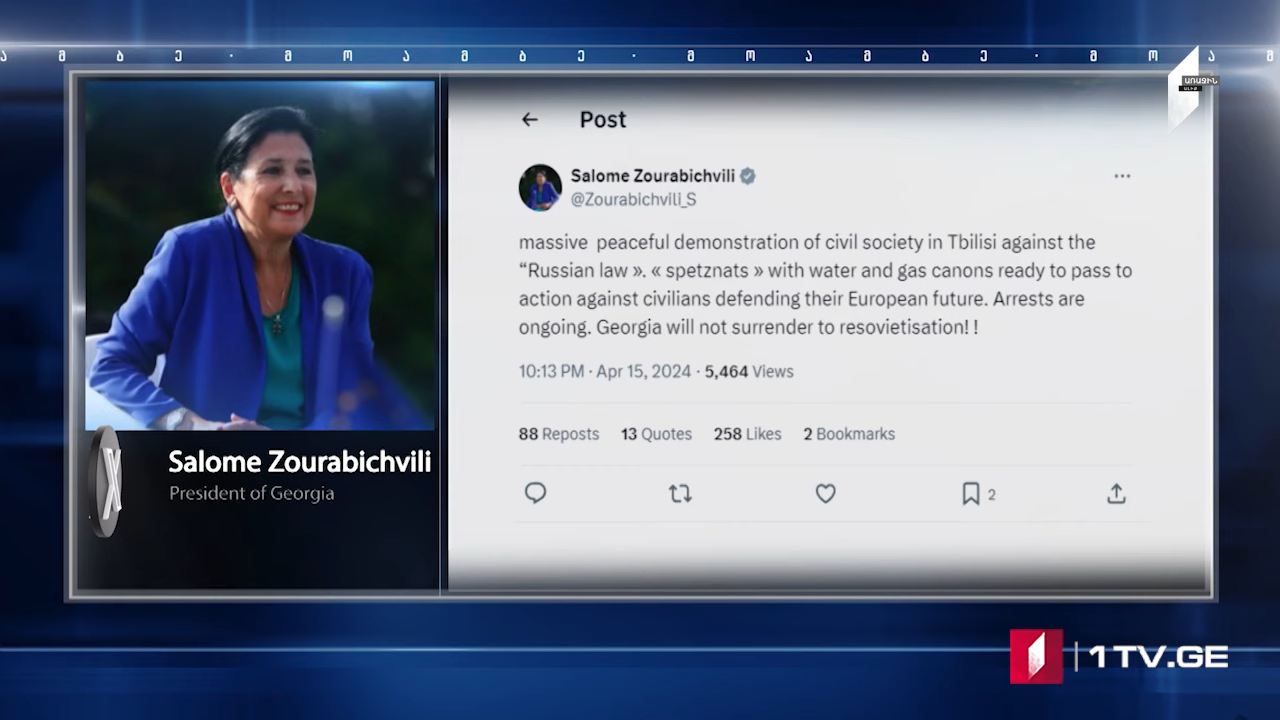 ა მ ბ ე · მ ო ა მ ბ ე · მ ო ა მ ბ ე · მ ო ა მ
ԱՌԱՋԻՆ
ԱԼԻՔ
← Post
Salome Zourabichvili
@Zourabichvili_S
massive peaceful demonstration of civil society in Tbilisi against the
“Russian law ». « spetznats » with water and gas canons ready to pass to
action against civilians defending their European future. Arrests are
ongoing. Georgia will not surrender to resovietisation! !
10:13 PM · Apr 15, 2024 · 5,464 Views
88 Reposts 13 Quotes 258 Likes 2 Bookmarks
2
X
Salome Zourabichvili
President of Georgia
1TV.GE